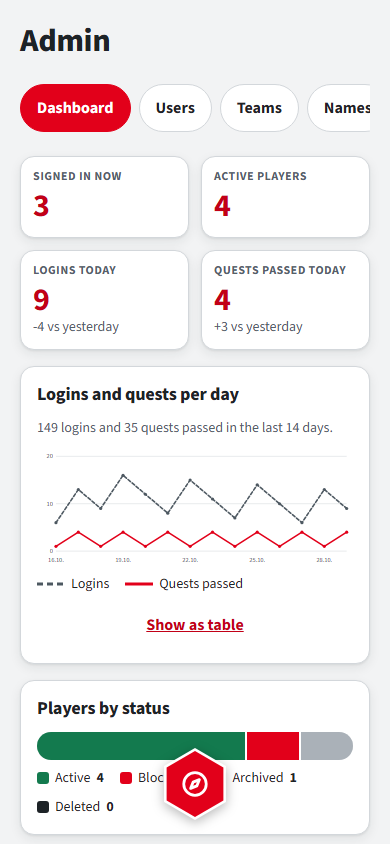 Admin
Dashboard Users Teams Names
SIGNED IN NOW
3
ACTIVE PLAYERS
4
LOGINS TODAY
9
-4 vs yesterday
QUESTS PASSED TODAY
4
+3 vs yesterday
Logins and quests per day
149 logins and 35 quests passed in the last 14 days.
20
10
0
16.10. 19.10. 22.10. 25.10. 28.10.
Logins Quests passed
Show as table
Players by status
Active 4 Archived 1
Deleted 0